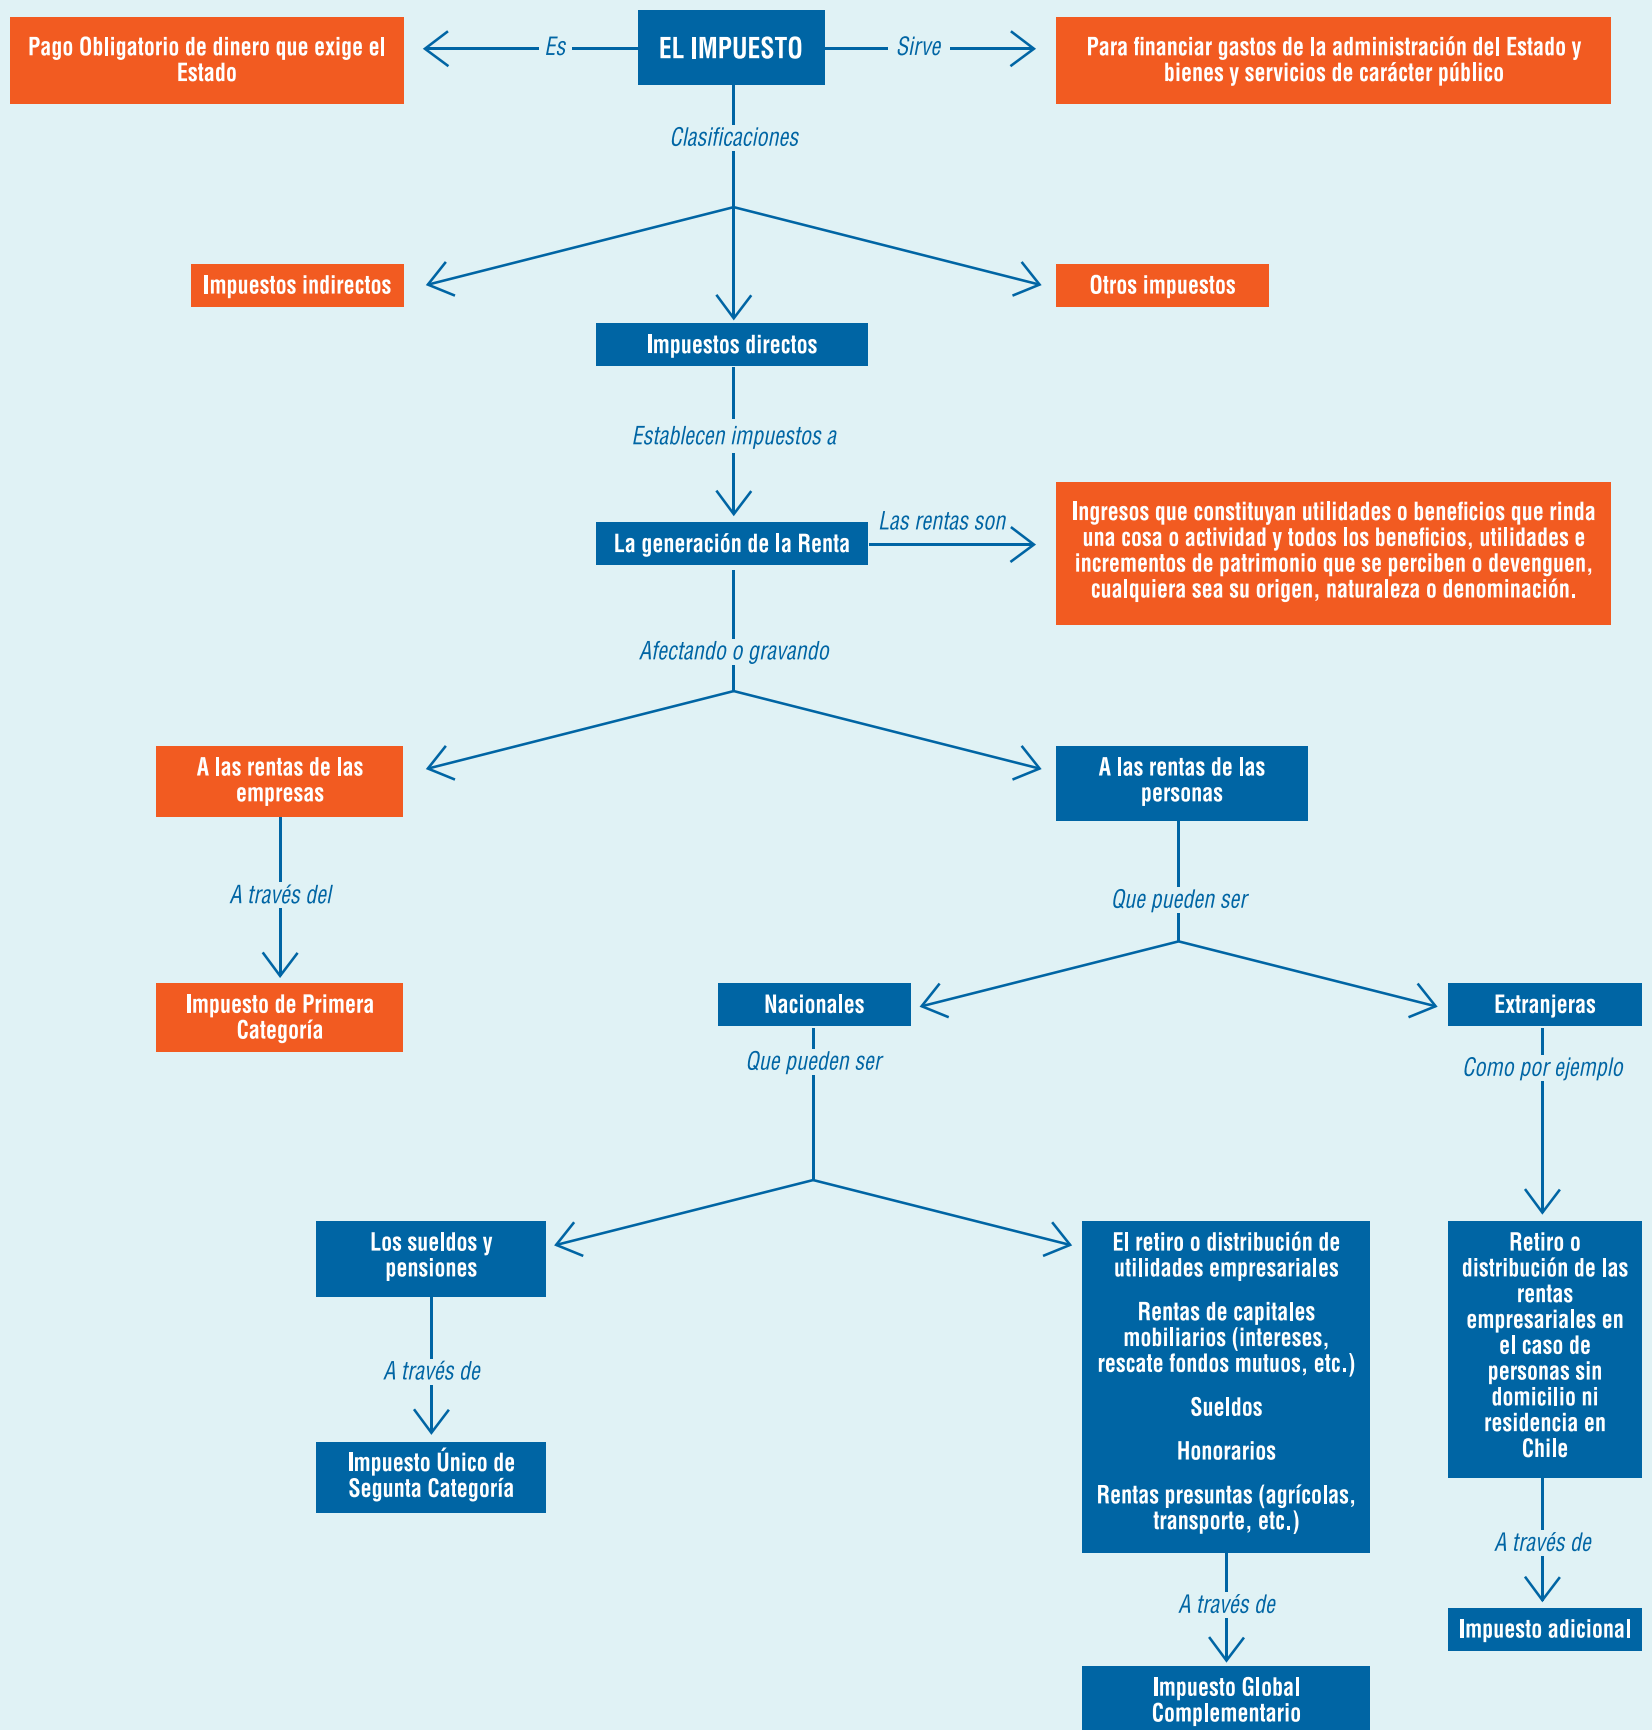 Pago Obligatorio de dinero que exige el
Estado
Es
EL IMPUESTO
Sirve
Para financiar gastos de la administración del Estado y
bienes y servicios de carácter público
Clasificaciones
Impuestos indirectos
Otros impuestos
Impuestos directos
Establecen impuestos a
La generación de la Renta
Las rentas son
Ingresos que constituyan utilidades o beneficios que rinda
una cosa o actividad y todos los beneficios, utilidades e
incrementos de patrimonio que se perciben o devenguen,
cualquiera sea su origen, naturaleza o denominación.
Afectando o gravando
A las rentas de las
empresas
A las rentas de las
personas
A través del
Que pueden ser
Impuesto de Primera
Categoría
Nacionales
Extranjeras
Que pueden ser
Como por ejemplo
Los sueldos y
pensiones
El retiro o distribución de
utilidades empresariales
Rentas de capitales
mobiliarios (intereses,
rescate fondos mutuos, etc.)
Sueldos
Honorarios
Rentas presuntas (agrícolas,
transporte, etc.)
Retiro o
distribución de las
rentas
empresariales en
el caso de
personas sin
domicilio ni
residencia en
Chile
A través de
Impuesto Único de
Segunta Categoría
A través de
Impuesto adicional
A través de
Impuesto Global
Complementario